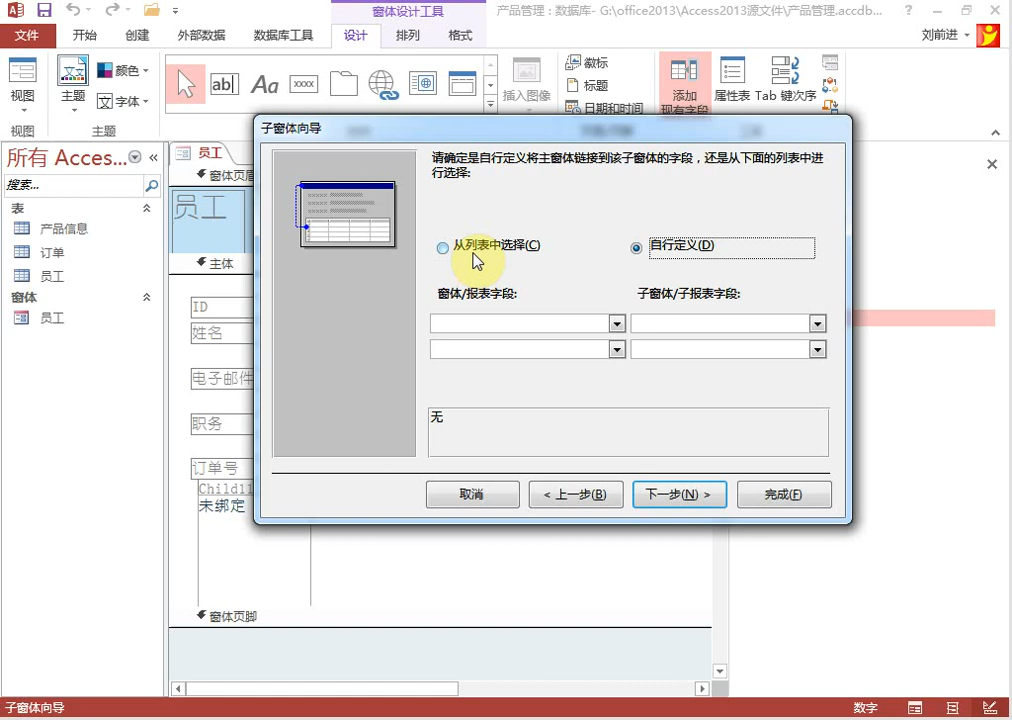 窗体设计工具
产品管理 : 数据库- G:\office2013\Access2013源文件\产品管理.accdb...
文件 开始 创建 外部数据 数据库工具 设计 排列 格式
刘前进
视图 主题 颜色 字体 ab| Aa xxxx 插入图像 徽标 标题 日期和时间 添加现有字段 属性表 Tab 键次序
视图 主题
所有 Access...
搜索...
表
产品信息
订单
员工
窗体
员工
员工
窗体页眉
员工
主体
ID
姓名
电子邮件
职务
订单号
Child1
未绑定
窗体页脚
子窗体向导
请确定是自行定义将主窗体链接到该子窗体的字段，还是从下面的列表中进
行选择:
从列表中选择(C) 自行定义(D)
窗体/报表字段: 子窗体/子报表字段:
无
取消 < 上一步(B) 下一步(N) > 完成(F)
子窗体向导
数字